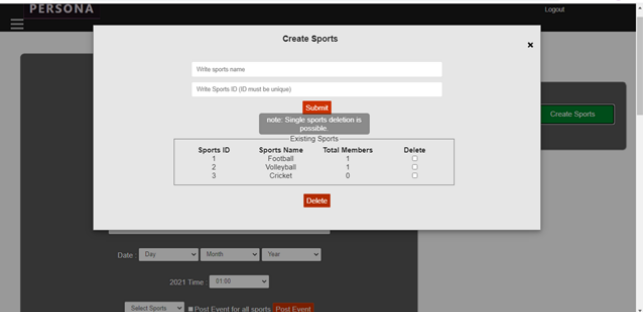 PERSONA
Logout
Create Sports
×
Write sports name
Write Sports ID (ID must be unique)
Submit
note: Single sports deletion is
possible.
Existing Sports
Sports ID Sports Name Total Members Delete
1 Football 1
2 Volleyball 1
3 Cricket 0
Delete
Create Sports
Date : Day Month Year
2021 Time 01:00
Select Sports Post Event for all sports Post Event